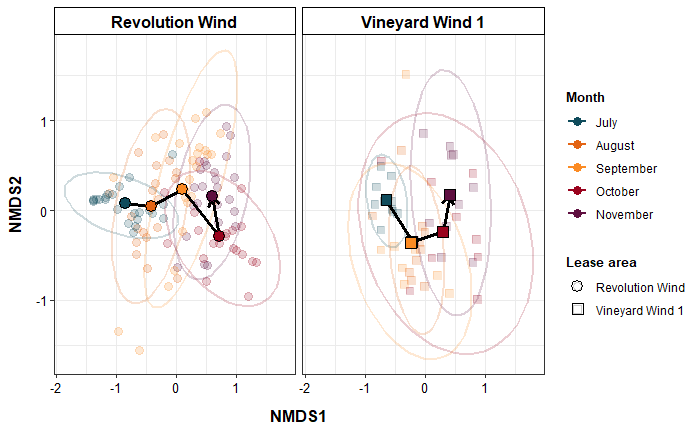 Revolution Wind
Vineyard Wind 1
NMDS2
1
0
-1
-2
-1
0
1
-2
-1
0
1
NMDS1
Month
July
August
September
October
November
Lease area
Revolution Wind
Vineyard Wind 1